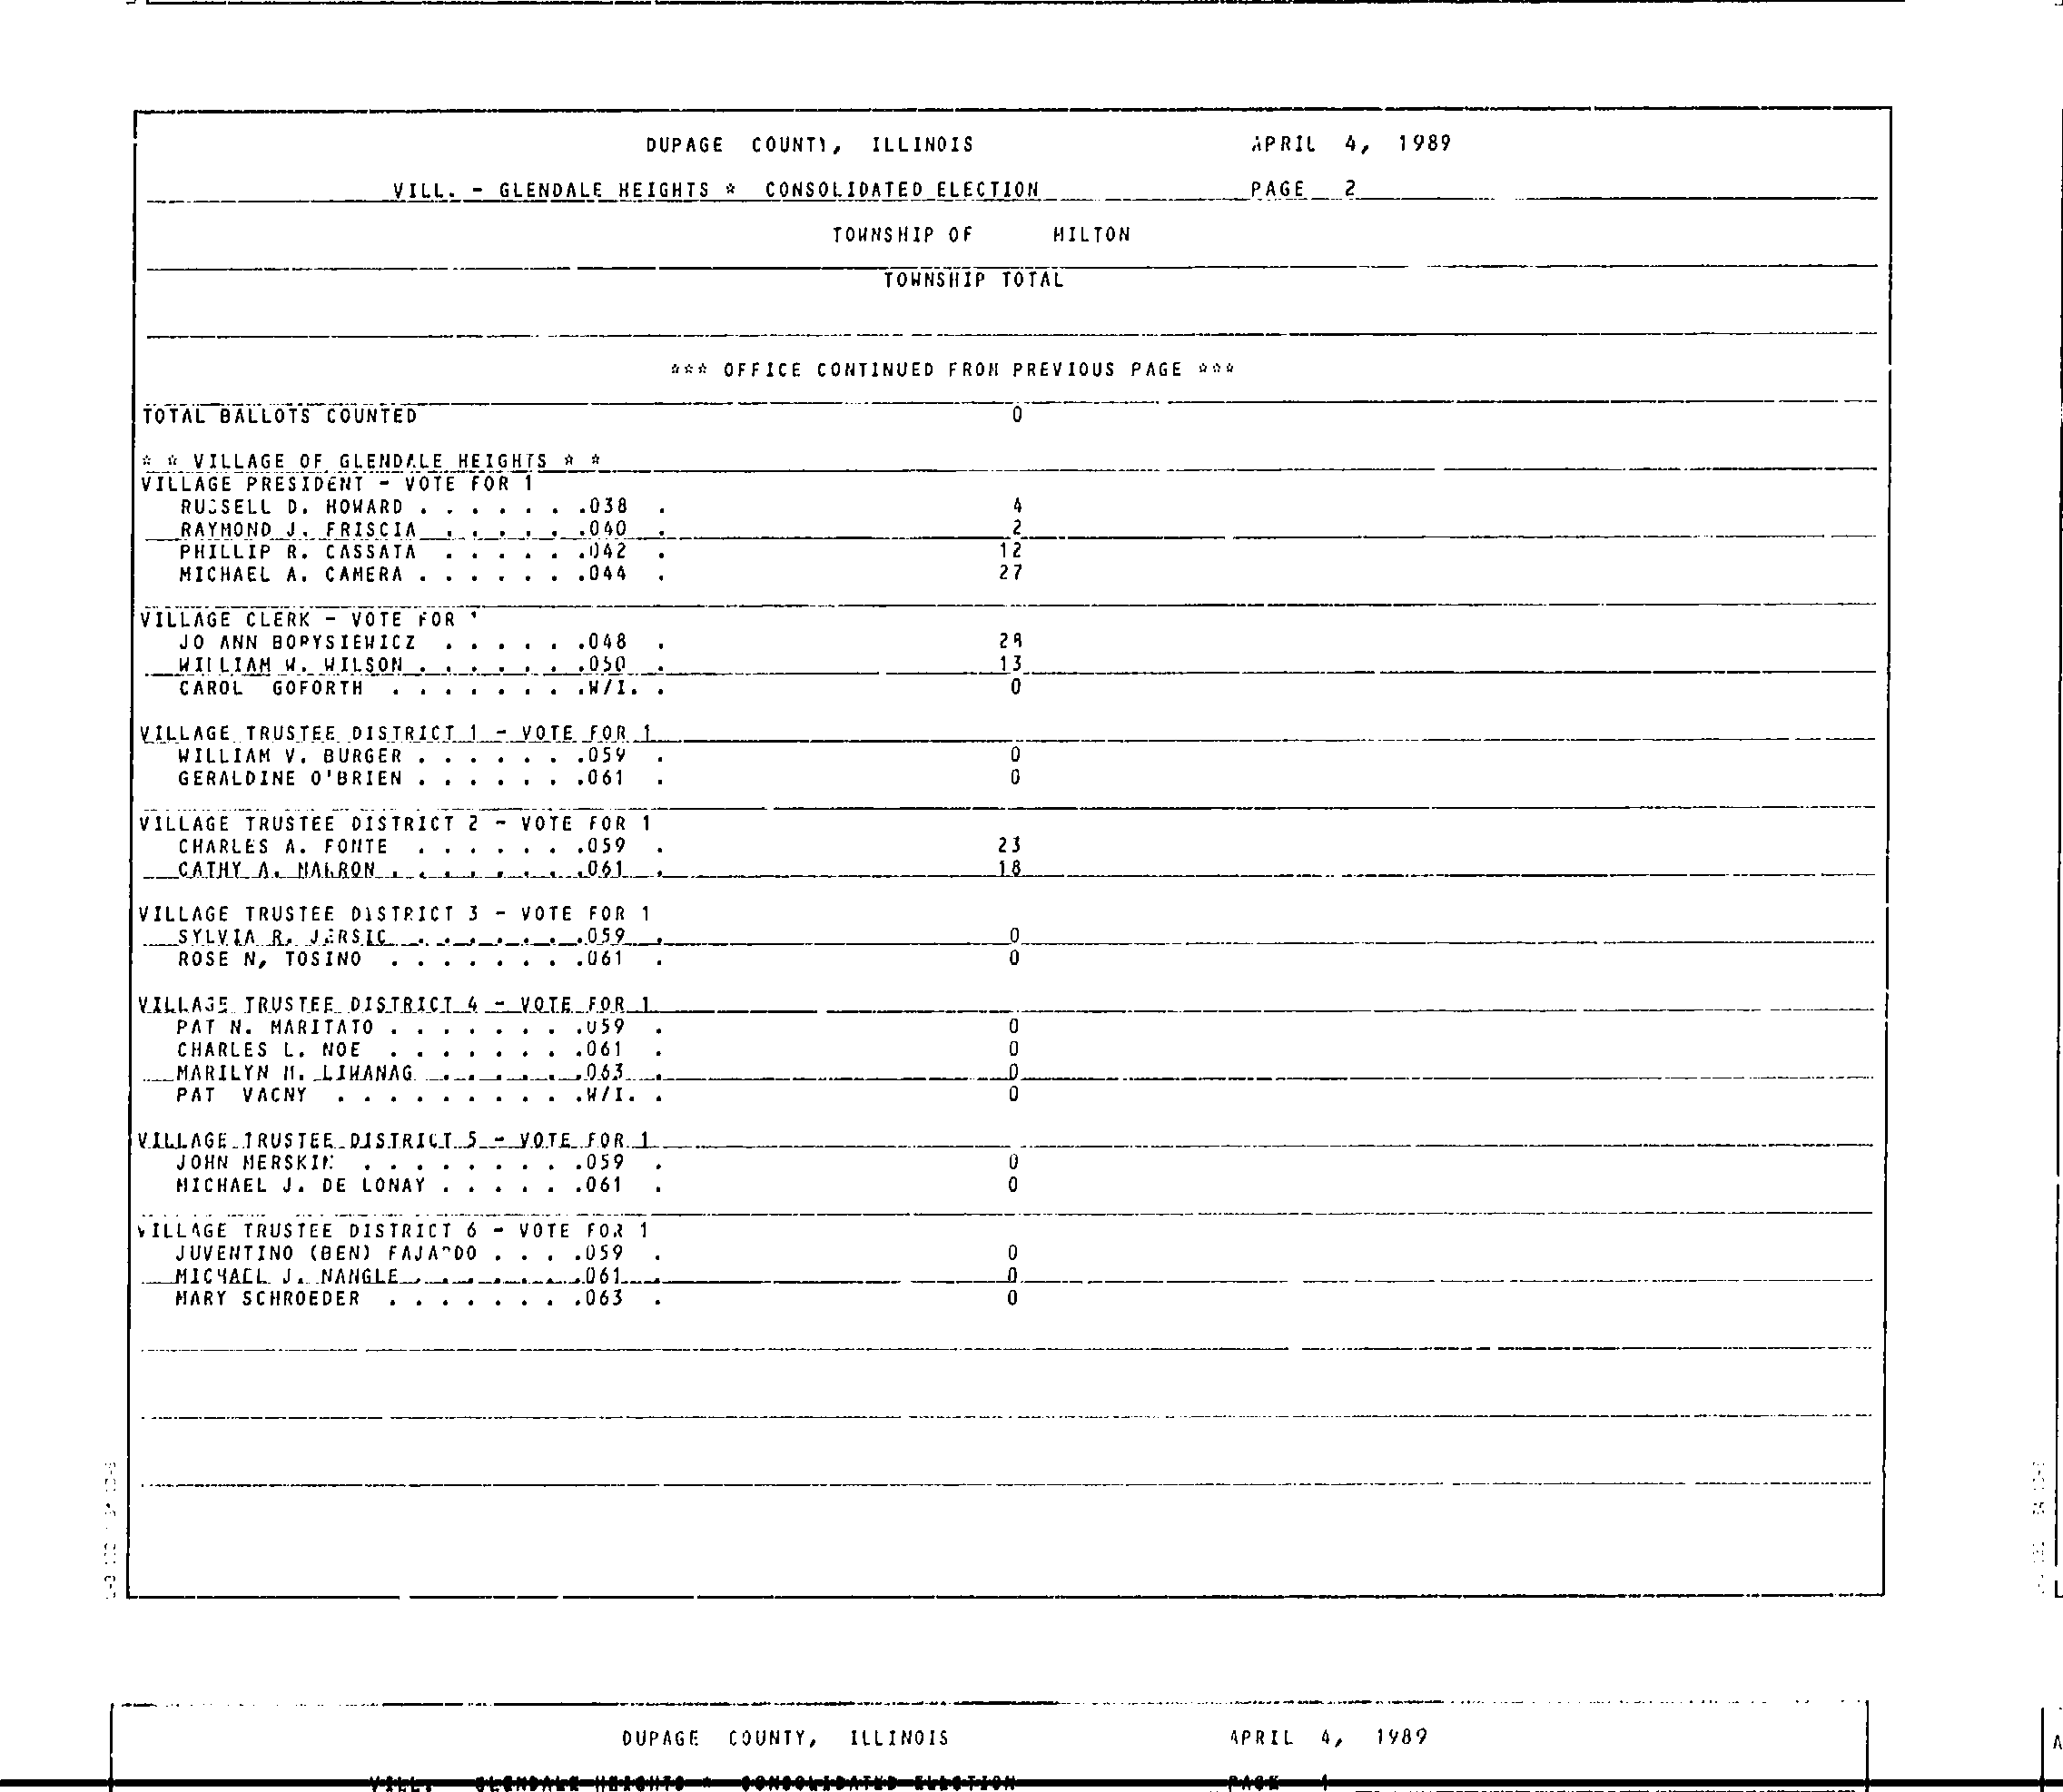 DUPAGE COUNTY, ILLINOIS APRIL 4, 1989
VILL. - GLENDALE HEIGHTS * CONSOLIDATED ELECTION PAGE 2
TOWNSHIP OF MILTON
TOWNSHIP TOTAL
*** OFFICE CONTINUED FROM PREVIOUS PAGE ***
TOTAL BALLOTS COUNTED 0
* * VILLAGE OF GLENDALE HEIGHTS * *
VILLAGE PRESIDENT - VOTE FOR 1
RUSSELL D. HOWARD . . . . . . .038 . 4
RAYMOND J. FRISCIA . . . . . .040 . 2
PHILLIP R. CASSATA . . . . . .042 . 12
MICHAEL A. CAMERA . . . . . . .044 . 27
VILLAGE CLERK - VOTE FOR
JO ANN BORYSIEWICZ . . . . . .048 .
WILLIAM W. WILSON . . . . . . .050 . 13
CAROL GOFORTH . . . . . . . .W/I. . 0
VILLAGE TRUSTEE DISTRICT 1 - VOTE FOR 1
WILLIAM V. BURGER . . . . . . .059 . 0
GERALDINE O'BRIEN . . . . . . .061 . 0
VILLAGE TRUSTEE DISTRICT 2 - VOTE FOR 1
CHARLES A. FONTE . . . . . . .059 . 23
CATHY A. . . . . . . . .061 . 18
VILLAGE TRUSTEE DISTRICT 3 - VOTE FOR 1
SYLVIA R. JERSIC . . . . . . .059 . 0
ROSE N, TOSINO . . . . . . . .061 . 0
VILLAGE TRUSTEE DISTRICT 4 - VOTE FOR 1
PAT N. MARITATO . . . . . . . .059 . 0
CHARLES L. NOE . . . . . . . .061 . 0
MARILYN M. LIWANAG . . . . . .063 . 0
PAT VACNY . . . . . . . . . .W/I. . 0
VILLAGE TRUSTEE DISTRICT 5 - VOTE FOR 1
JOHN . . . . . . . . .059 . 0
MICHAEL J. DE LONAY . . . . . .061 . 0
VILLAGE TRUSTEE DISTRICT 6 - VOTE FOR 1
JUVENTINO (BEN) FAJARDO . . . .059 . 0
MICHAEL J. NANGLE . . . . . . .061 . 0
MARY SCHROEDER . . . . . . . .063 . 0
DUPAGE COUNTY, ILLINOIS APRIL 4, 1989
VILL. GLENDALE HEIGHTS * CONSOLIDATED ELECTION PAGE 1